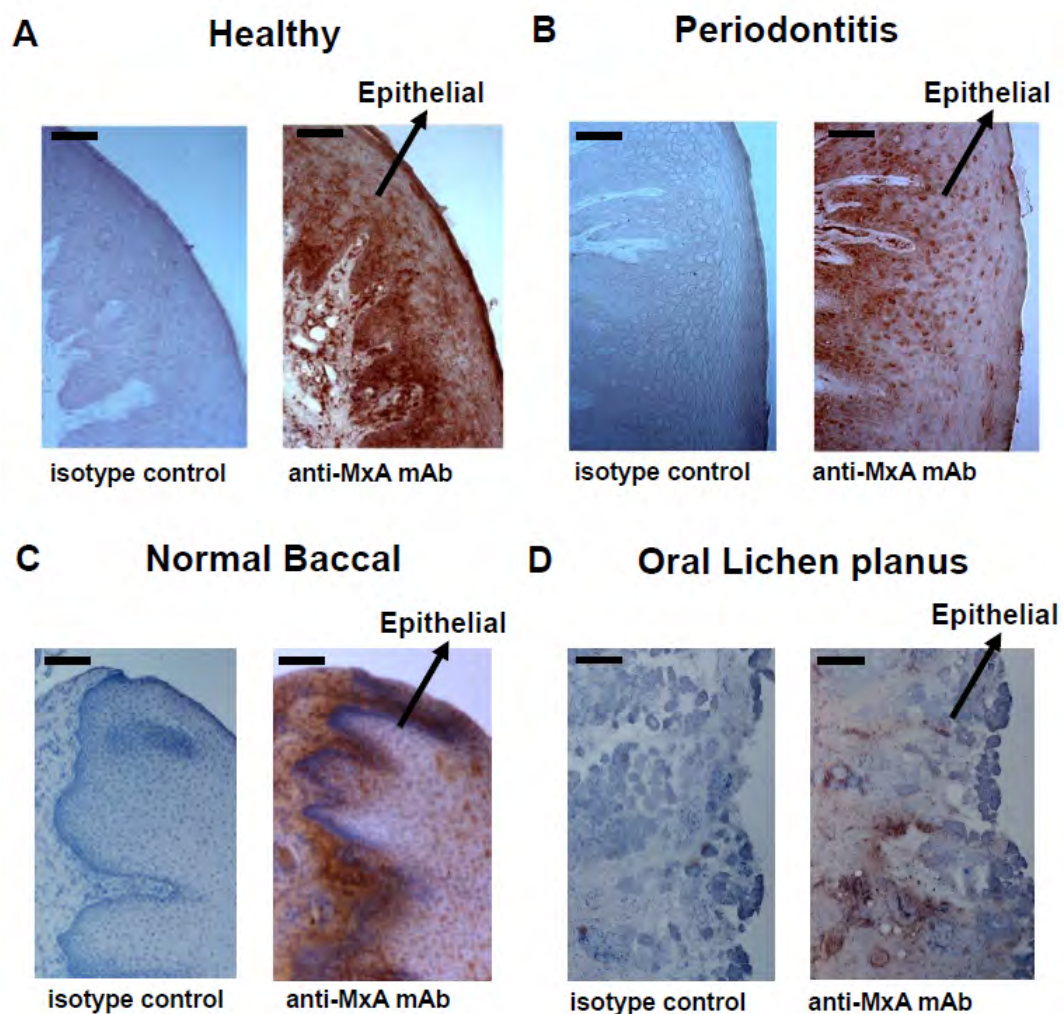 A Healthy
Epithelial
isotype control
anti-MxA mAb
B Periodontitis
Epithelial
isotype control
anti-MxA mAb
C Normal Baccal
Epithelial
isotype control
anti-MxA mAb
D Oral Lichen planus
Epithelial
isotype control
anti-MxA mAb